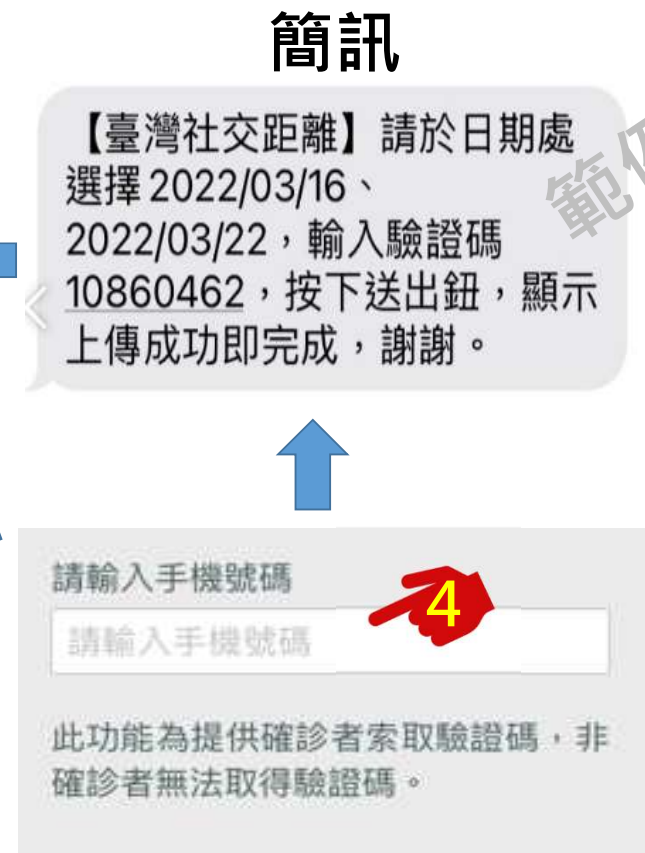 簡訊
【臺灣社交距離】請於日期處
選擇 2022/03/16、
2022/03/22，輸入驗證碼
10860462，按下送出鈕，顯示
上傳成功即完成，謝謝。
範
請輸入手機號碼
4
請輸入手機號碼
此功能為提供確診者索取驗證碼，非
確診者無法取得驗證碼。